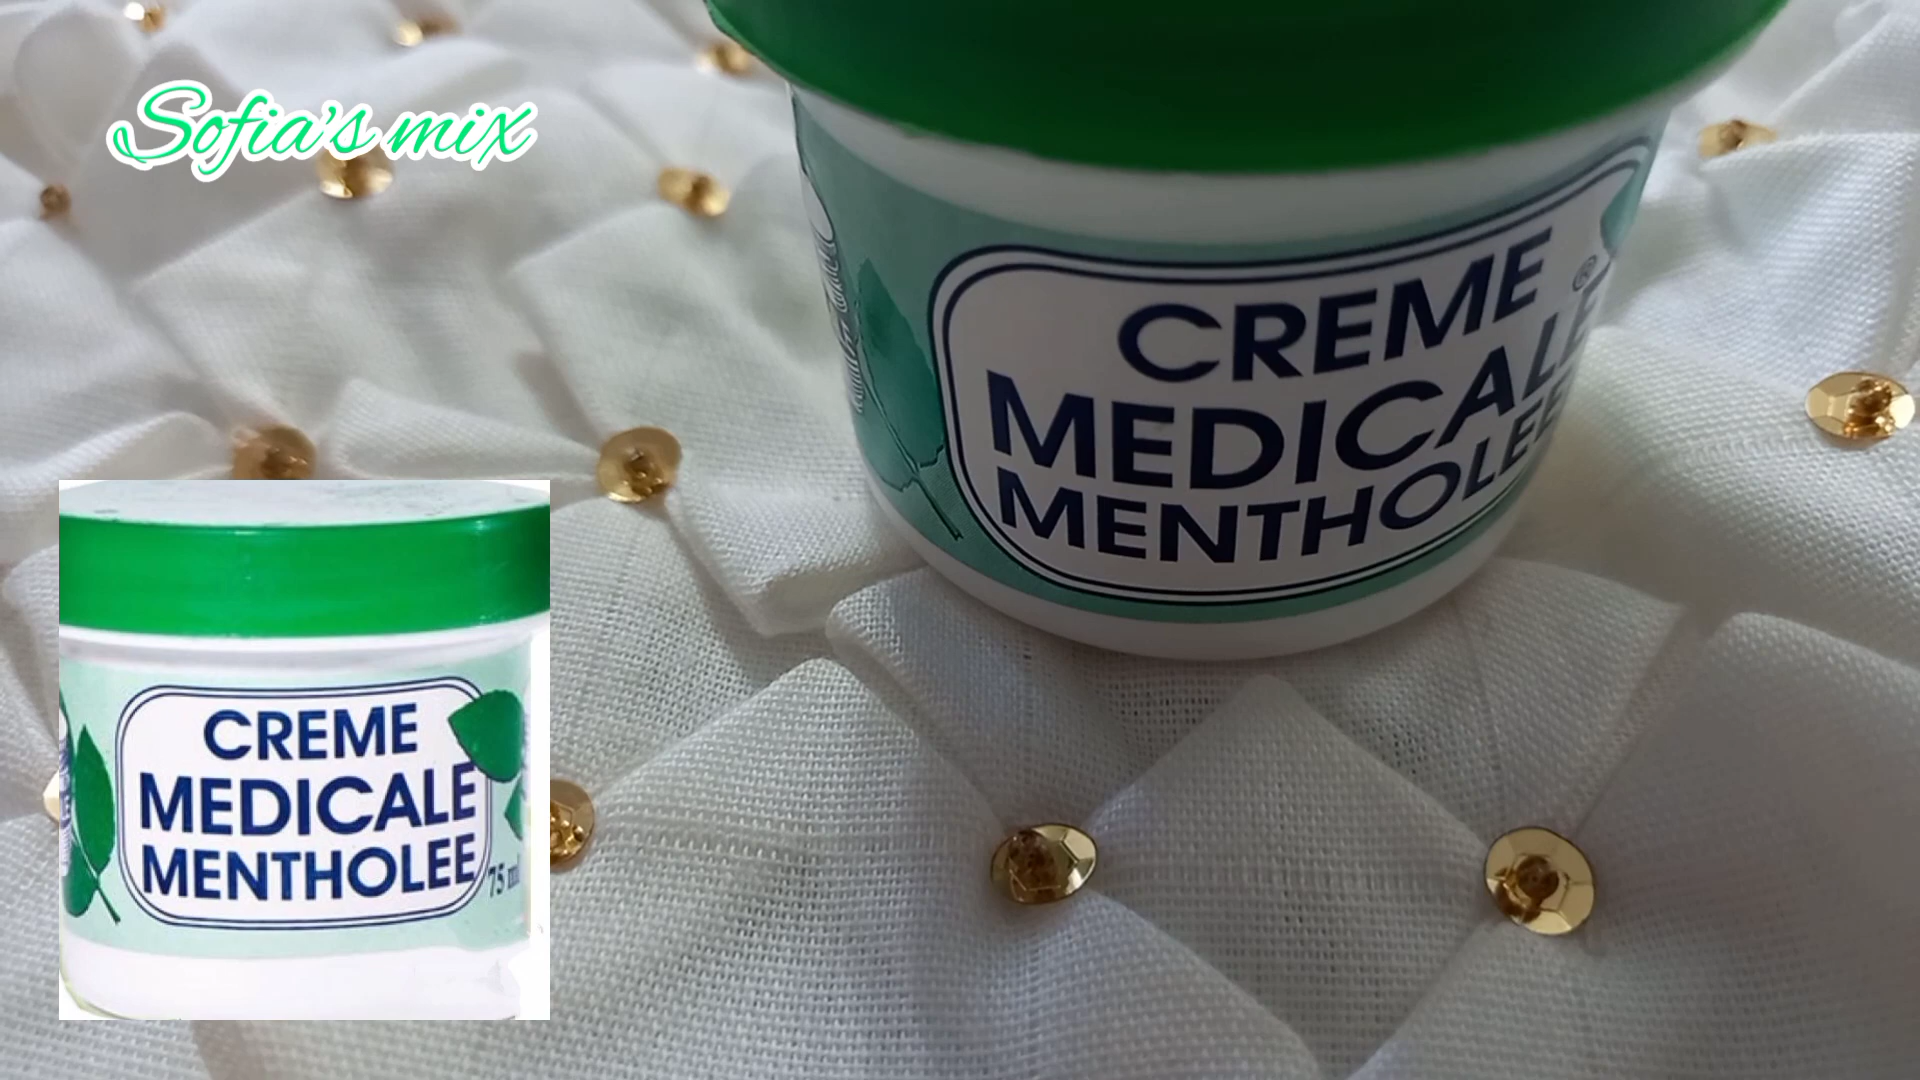 Sofia's mix
CREME
®
MEDICALE
MENTHOLEE
CREME
MEDICALE
MENTHOLEE
75 ml